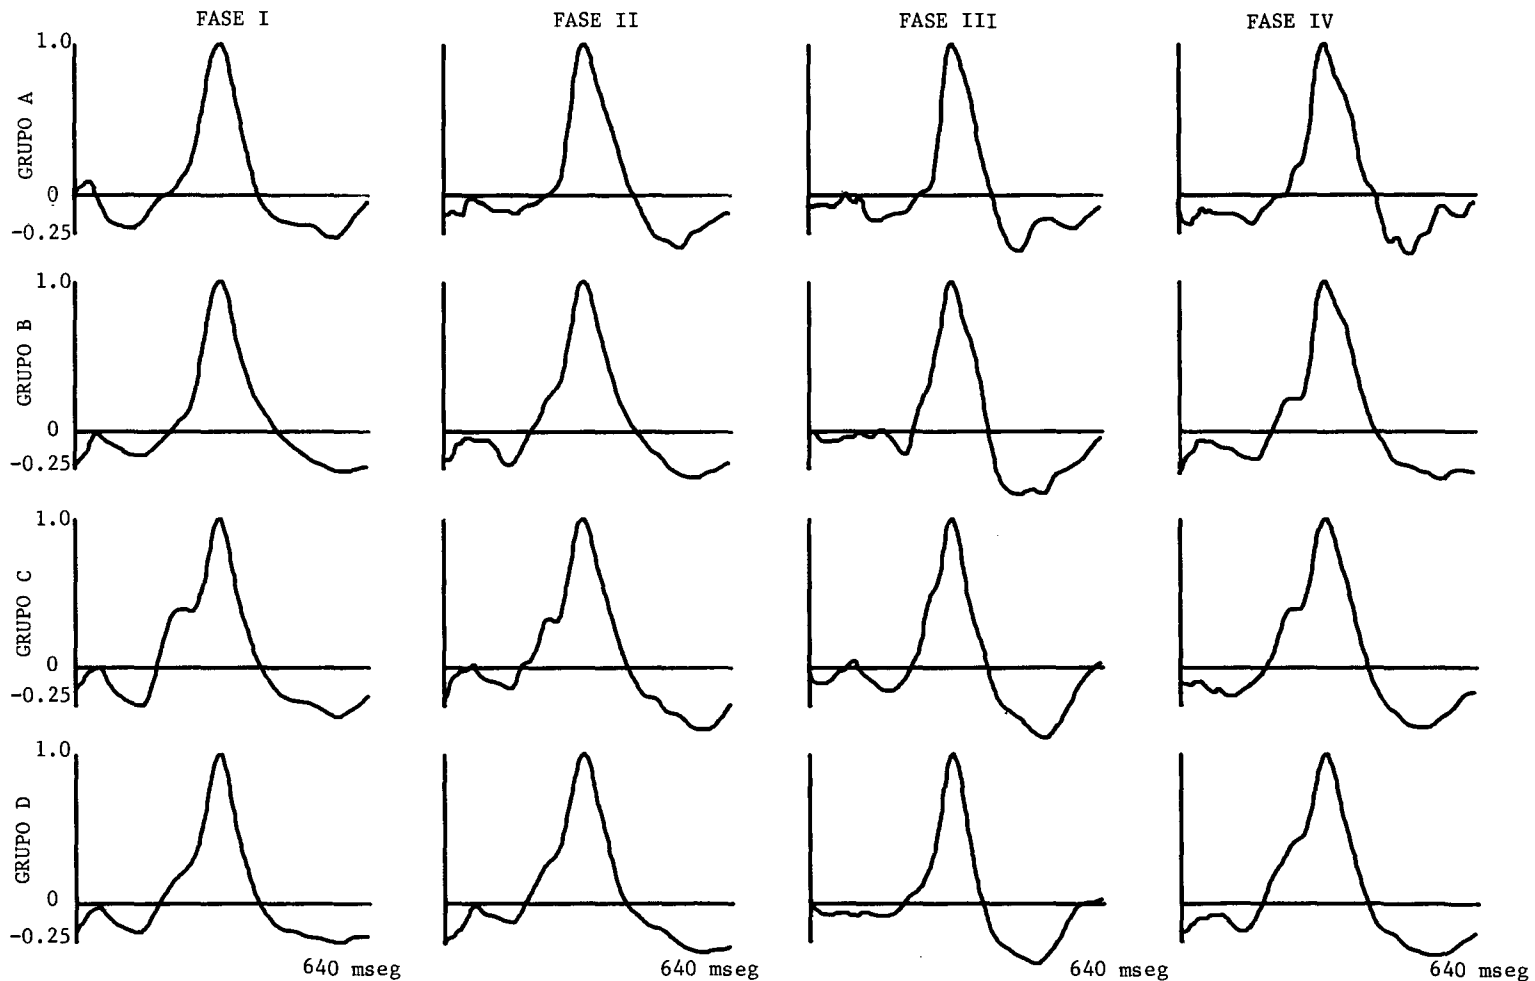 FASE I FASE II FASE III FASE IV
1.0
GRUPO A
0
-0.25
1.0
GRUPO B
0
-0.25
1.0
GRUPO C
0
-0.25
1.0
GRUPO D
0
-0.25
640 mseg 640 mseg 640 mseg 640 mseg